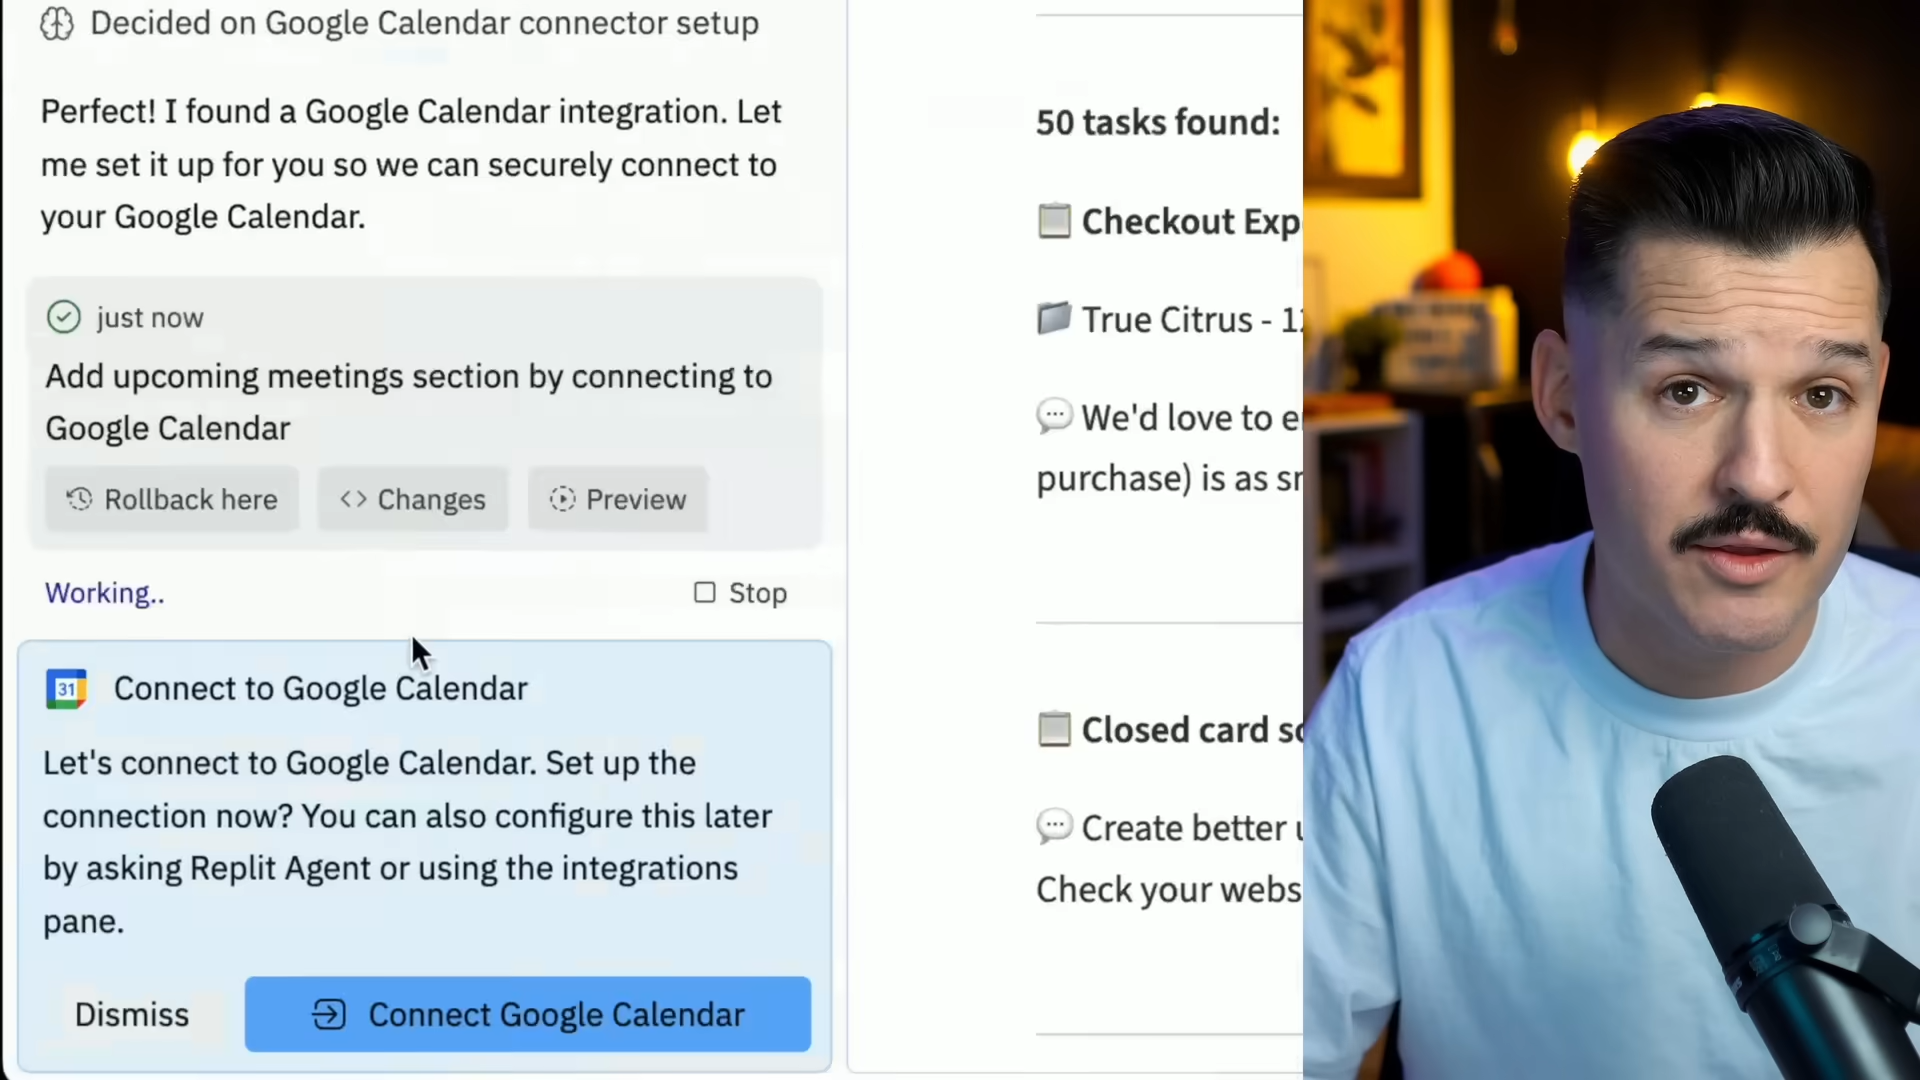 Decided on Google Calendar connector setup
Perfect! I found a Google Calendar integration. Let
me set it up for you so we can securely connect to
your Google Calendar.
just now
Add upcoming meetings section by connecting to
Google Calendar
Rollback here
Changes
Preview
Working..
Stop
31
Connect to Google Calendar
Let's connect to Google Calendar. Set up the
connection now? You can also configure this later
by asking Replit Agent or using the integrations
pane.
Dismiss
Connect Google Calendar
50 tasks found:
Checkout Exp
True Citrus - 1
We'd love to e
purchase) is as
Closed card
Create better
Check your webs